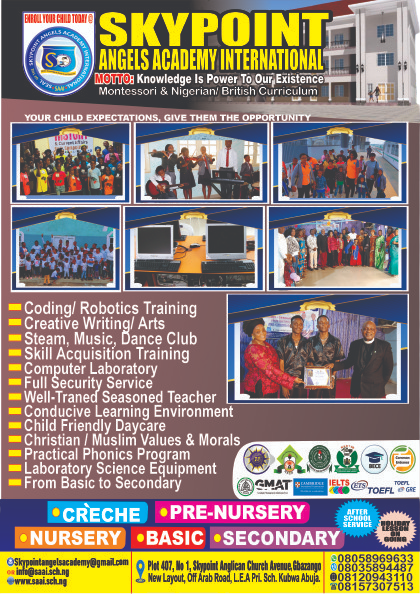 ENROLL YOUR CHILD TODAY @
SKYPOINT
ANGELS ACADEMY INTERNATIONAL
MOTTO: Knowledge Is Power To Our Existence
Montessori & Nigerian/ British Curriculum
YOUR CHILD EXPECTATIONS, GIVE THEM THE OPPORTUNITY
Coding/ Robotics Training
Creative Writing/ Arts
Steam, Music, Dance Club
Skill Acquisition Training
Computer Laboratory
Full Security Service
Well-Traned Seasoned Teacher
Conducive Learning Environment
Child Friendly Daycare
Christian / Muslim Values & Morals
Practical Phonics Program
Laboratory Science Equipment
From Basic to Secondary
BECE
GMAT
CAMBRIDGE
IELTS
ETS
TOEFL
TOEFL
GRE
• CRECHE • PRE-NURSERY
• NURSERY • BASIC • SECONDARY
AFTER
SCHOOL
SERVICE
HOLIDAY
LESSON
ON
GOING
Skypointangelsacademy@gmail.com
info@saai.sch.ng
www.saai.sch.ng
Plot 407, No 1, Skypoint Anglican Church Avenue, Gbazango
New Layout, Off Arab Road, L.E.A Pri. Sch. Kubwa Abuja.
08058969633
08035894487
08120943110
08157307513